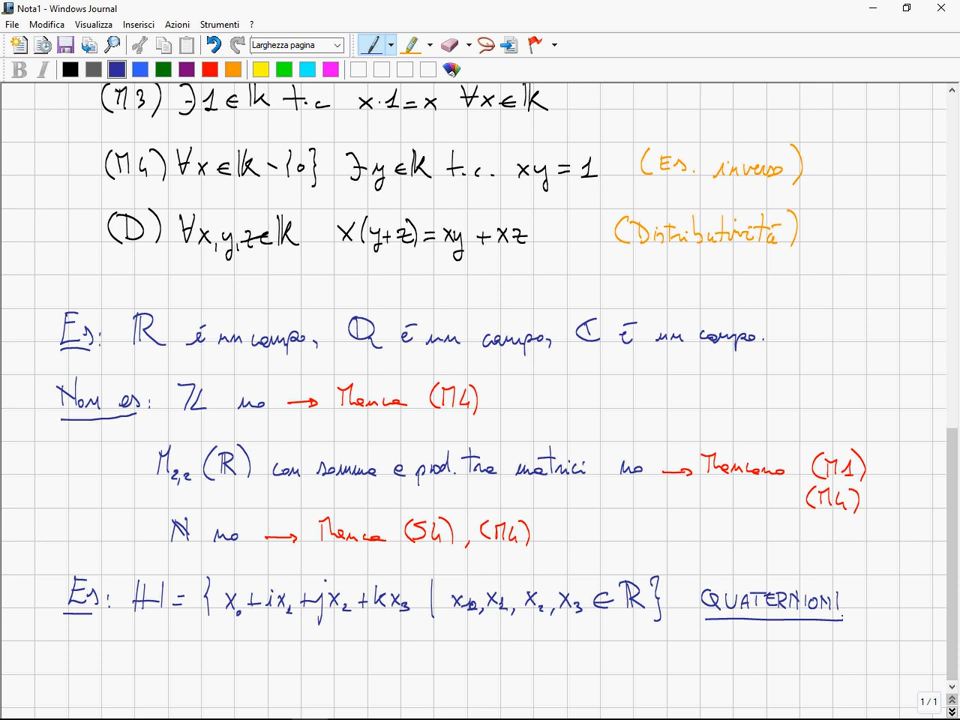 Nota1 - Windows Journal
File Modifica Visualizza Inserisci Azioni Strumenti ?
Larghezza pagina
B I
(M3) ∃ 1 ∈ 𝕂 t.c x·1=x ∀x∈𝕂
(M4) ∀x∈𝕂-{0} ∃y∈𝕂 t.c. xy=1 (Es. inverso)
(D) ∀x,y,z∈𝕂 x(y+z)=xy+xz (Distributività)
Es: ℝ é un campo, ℚ é un campo, ℂ É un campo.
Non es: ℤ no → Manca (M4)
M₂,₂(ℝ) con somma e prod. tra matrici no → Mancano (M1)
(M4)
ℕ no → Manca (S4), (M4)
Es: ℍ = { x₀+ix₁+jx₂+kx₃ | x₀,x₁,x₂,x₃ ∈ ℝ} QUATERNIONI.
1 / 1